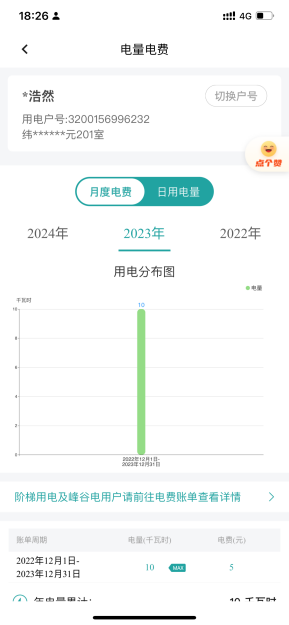 18:26
4G
电量电费
*浩然
切换户号
用电户号:3200156996232
纬******元201室
点个赞
月度电费
日用电量
2024年
2023年
2022年
用电分布图
电量
千瓦时
10
10
8
6
4
2
0
2022年12月1日-
2023年12月31日
阶梯用电及峰谷电用户请前往电费账单查看详情
账单周期
电量(千瓦时)
电费(元)
2022年12月1日-
2023年12月31日
10
MAX
5
年电量累计:
10 千瓦时